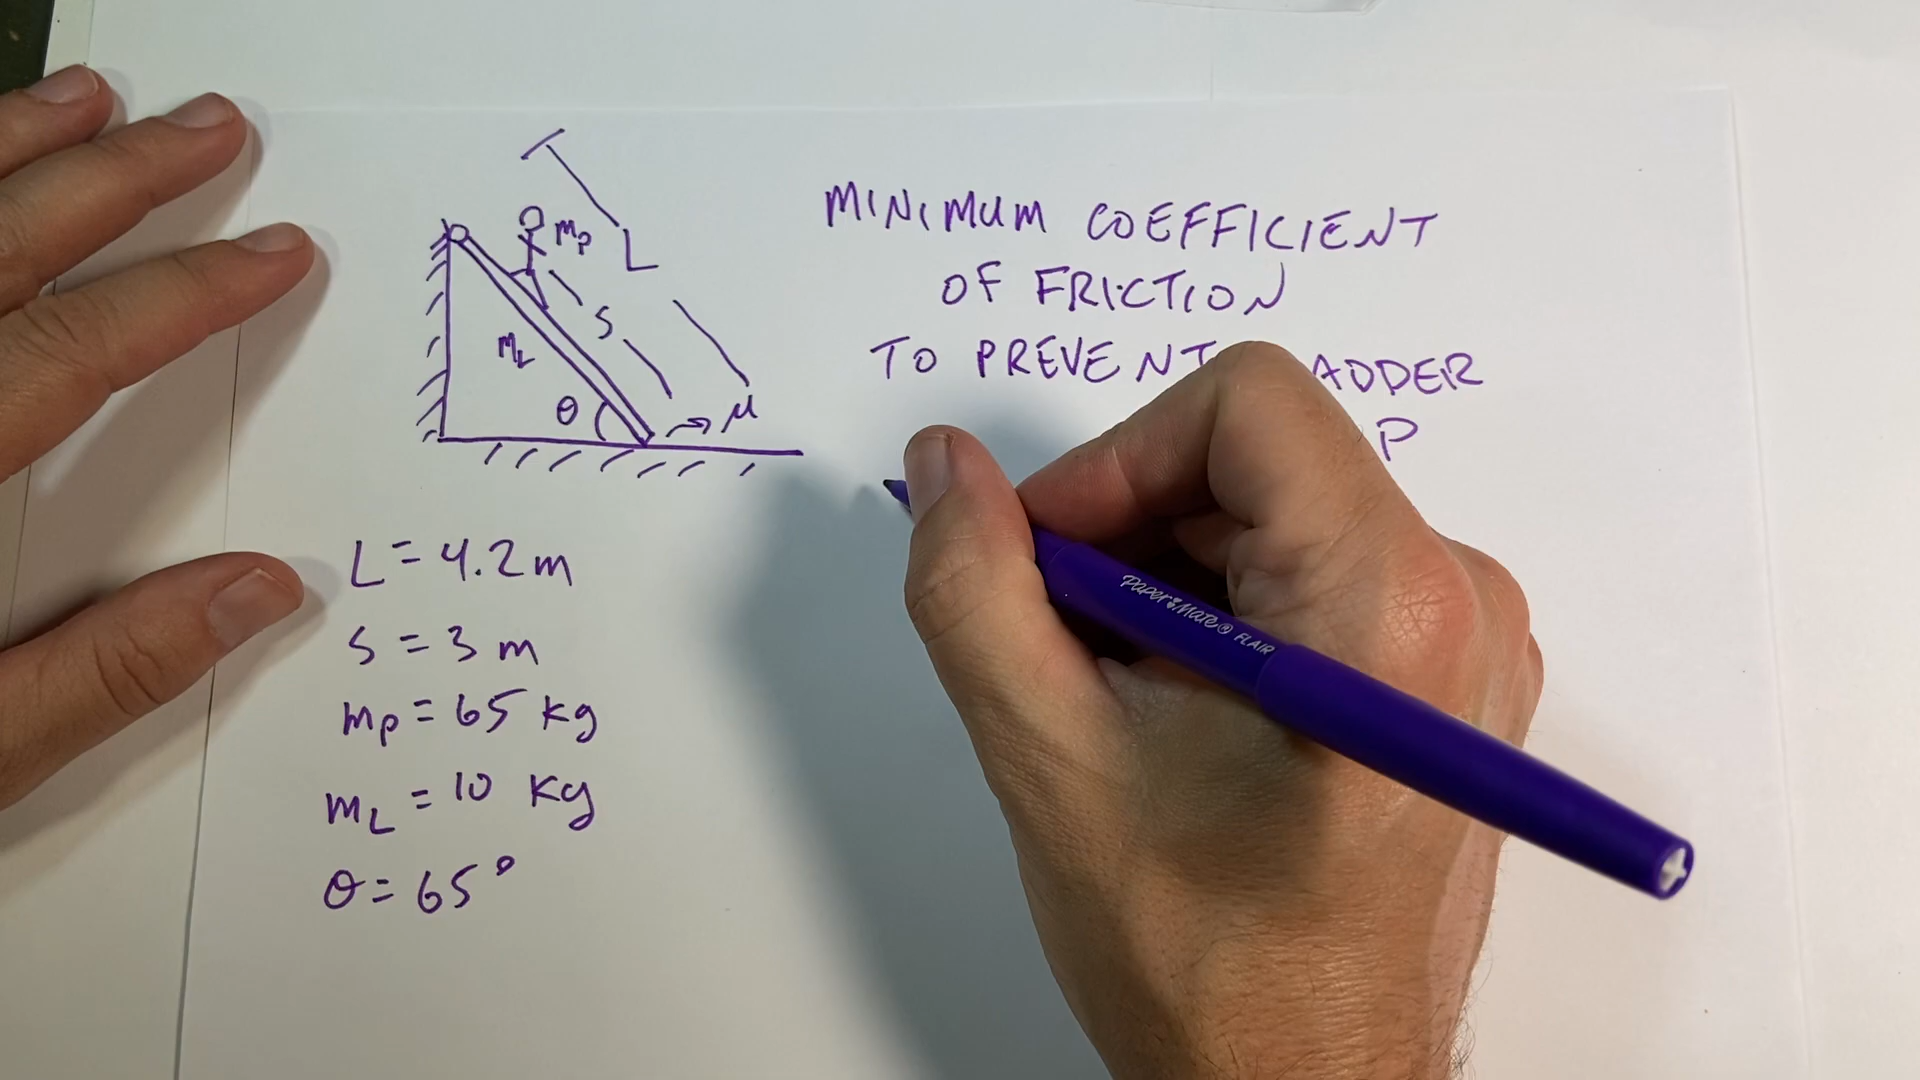 mp
L
s
mL
θ
μ
MINIMUM COEFFICIENT
OF FRICTION
TO PREVENT
L = 4.2 m
s = 3 m
mp = 65 kg
mL = 10 kg
θ = 65°
Paper Mate® FLAIR